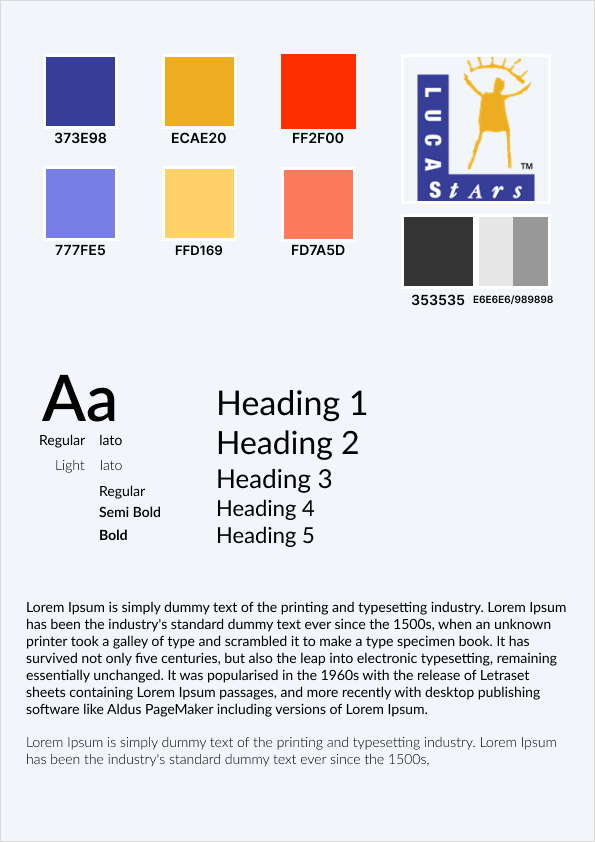 373E98
ECAE20
FF2F00
LUCA
StArs
TM
777FE5
FFD169
FD7A5D
353535
E6E6E6/989898
Aa
Regular lato
Light lato
Regular
Semi Bold
Bold
Heading 1
Heading 2
Heading 3
Heading 4
Heading 5
Lorem Ipsum is simply dummy text of the printing and typesetting industry. Lorem Ipsum
has been the industry's standard dummy text ever since the 1500s, when an unknown
printer took a galley of type and scrambled it to make a type specimen book. It has
survived not only five centuries, but also the leap into electronic typesetting, remaining
essentially unchanged. It was popularised in the 1960s with the release of Letraset
sheets containing Lorem Ipsum passages, and more recently with desktop publishing
software like Aldus PageMaker including versions of Lorem Ipsum.
Lorem Ipsum is simply dummy text of the printing and typesetting industry. Lorem Ipsum
has been the industry's standard dummy text ever since the 1500s,